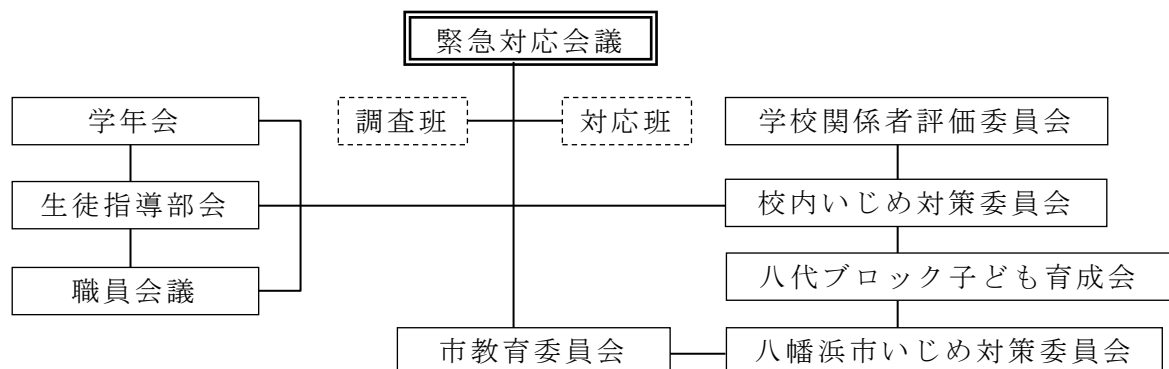 緊急対応会議
学年会
調査班
対応班
学校関係者評価委員会
生徒指導部会
校内いじめ対策委員会
職員会議
八代ブロック子ども育成会
市教育委員会
八幡浜市いじめ対策委員会